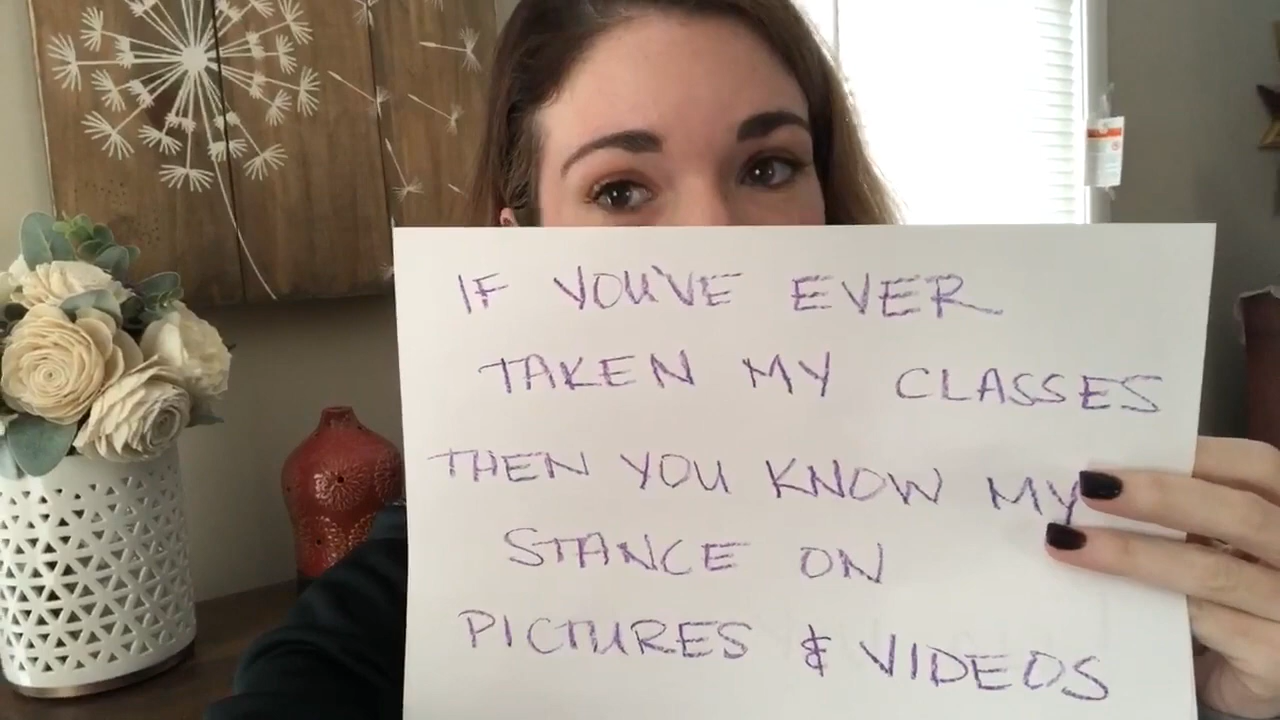 IF YOU'VE EVER
TAKEN MY CLASSES
THEN YOU KNOW MY
STANCE ON
PICTURES & VIDEOS